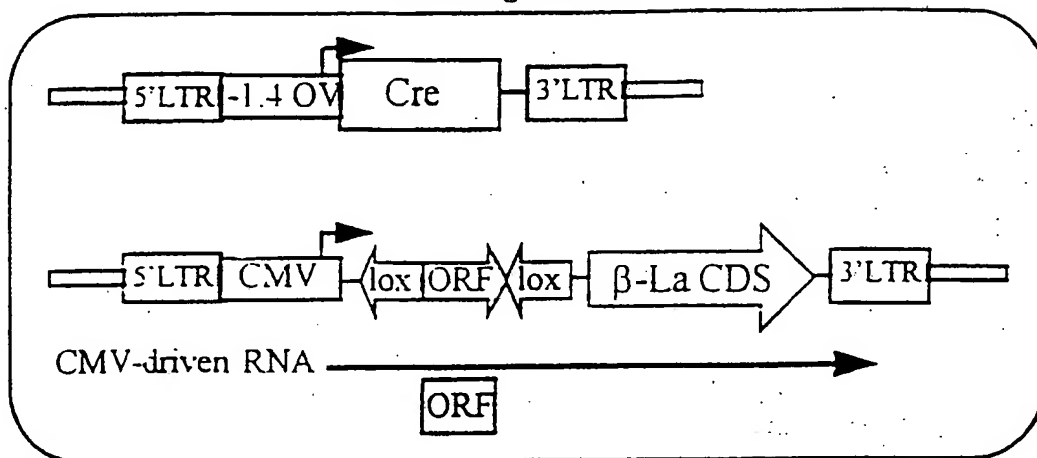 5'LTR -1.4 OV Cre 3'LTR
5'LTR CMV lox ORF lox β-La CDS 3'LTR
CMV-driven RNA
ORF